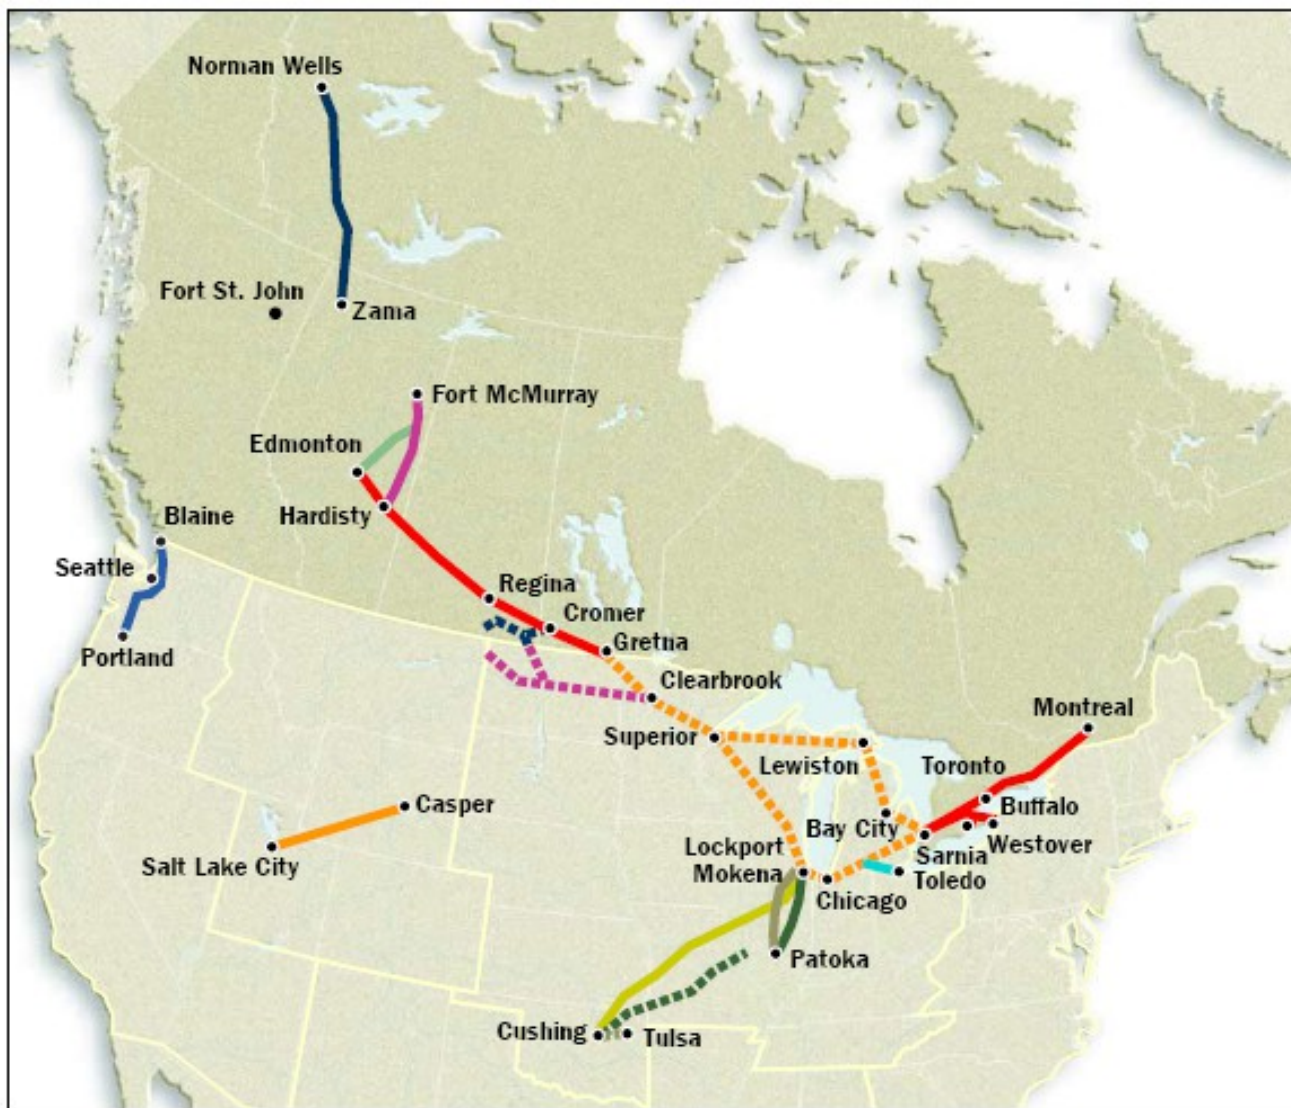 Norman Wells
Fort St. John
Zama
Fort McMurray
Edmonton
Hardisty
Blaine
Seattle
Portland
Regina
Cromer
Gretna
Clearbrook
Superior
Lewiston
Montreal
Toronto
Buffalo
Bay City
Westover
Sarnia
Toledo
Casper
Salt Lake City
Lockport
Mokena
Chicago
Patoka
Cushing
Tulsa